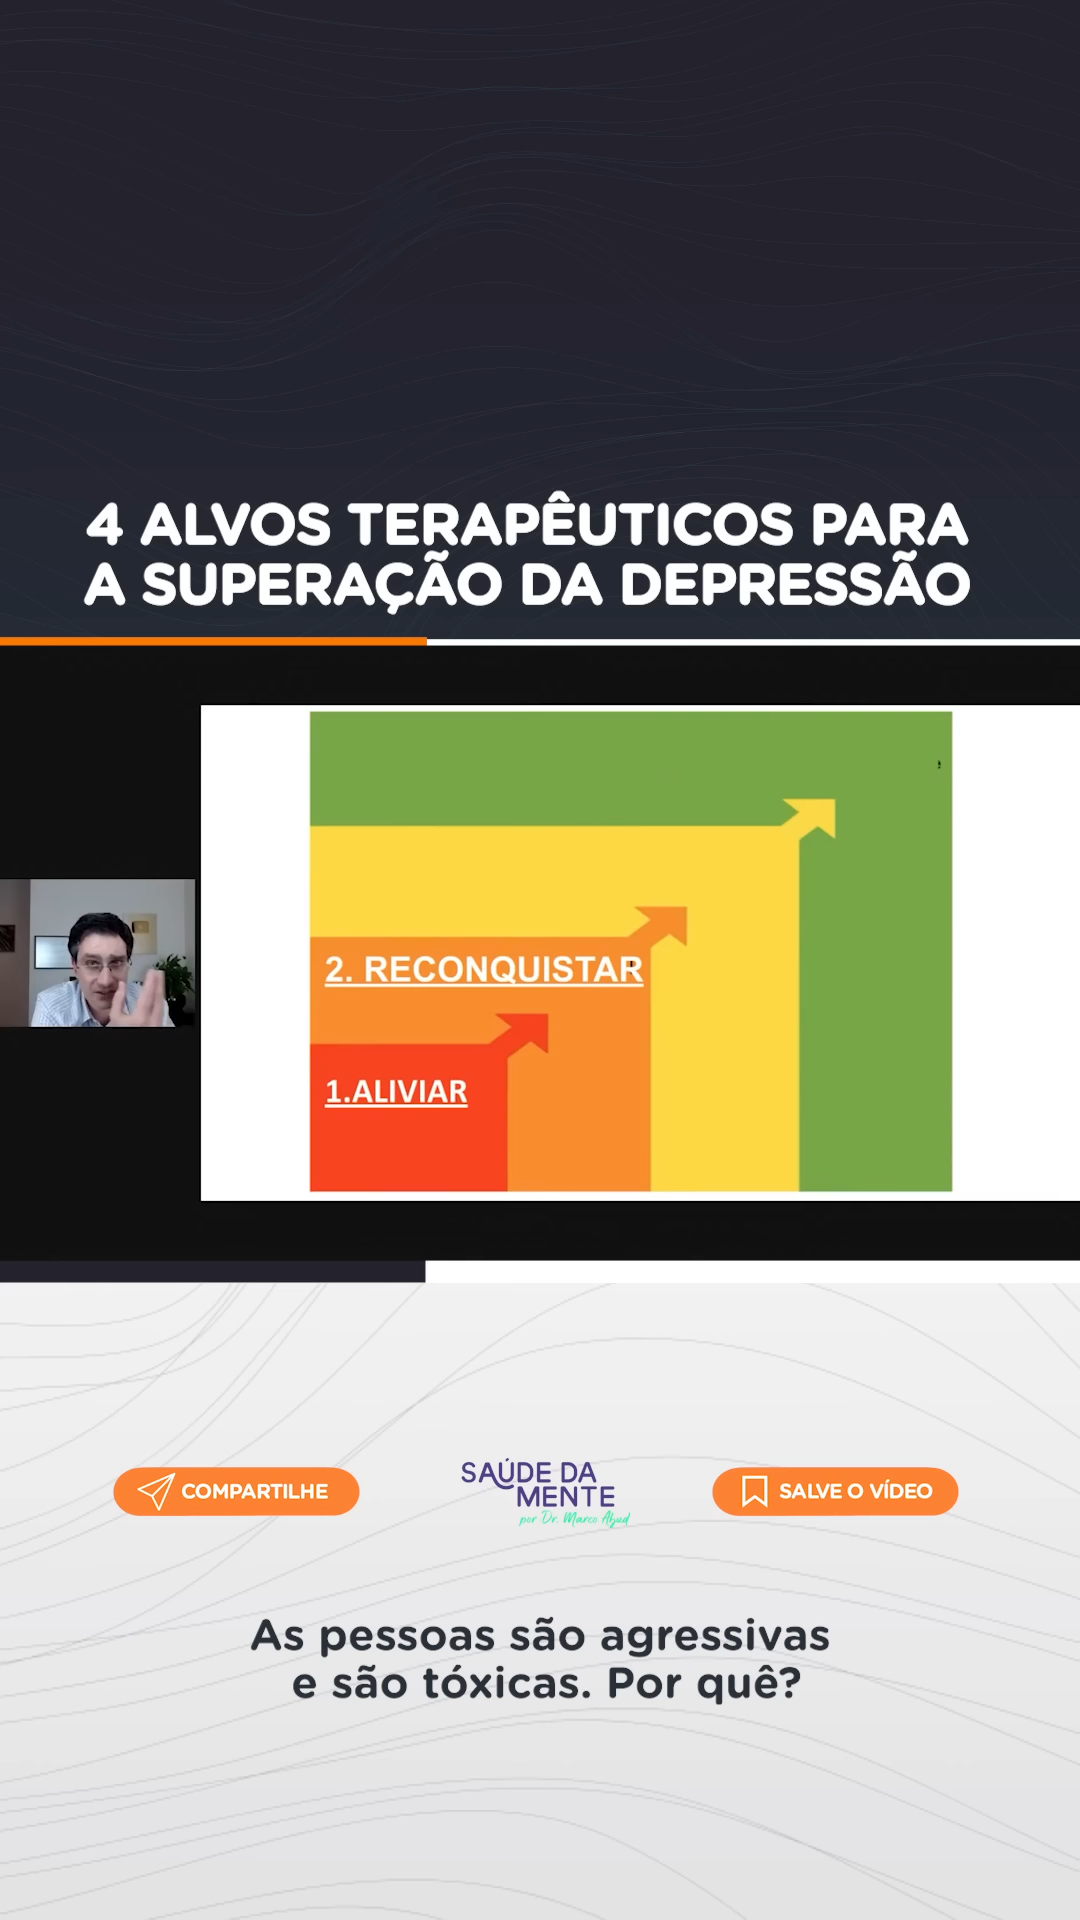 4 ALVOS TERAPÊUTICOS PARA
A SUPERAÇÃO DA DEPRESSÃO
2. RECONQUISTAR
1.ALIVIAR
COMPARTILHE
SAÚDE DA
MENTE
por Dr. Marco Abud
SALVE O VÍDEO
As pessoas são agressivas
e são tóxicas. Por quê?